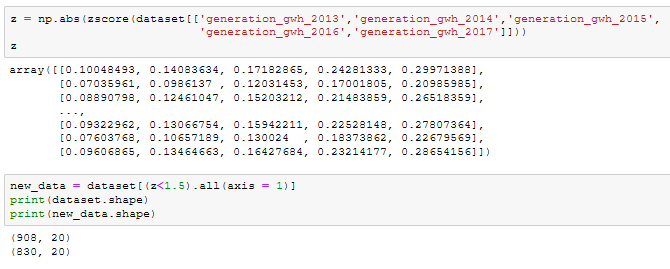 z = np.abs(zscore(dataset[['generation_gwh_2013','generation_gwh_2014','generation_gwh_2015',
'generation_gwh_2016','generation_gwh_2017']]))
z
array([[0.10048493, 0.14083634, 0.17182865, 0.24281333, 0.29971388],
[0.07035961, 0.0986137 , 0.12031453, 0.17001805, 0.20985985],
[0.08890798, 0.12461047, 0.15203212, 0.21483859, 0.26518359],
...,
[0.09322962, 0.13066754, 0.15942211, 0.22528148, 0.27807364],
[0.07603768, 0.10657189, 0.130024  , 0.18373862, 0.22679569],
[0.09606865, 0.13464663, 0.16427684, 0.23214177, 0.28654156]])
new_data = dataset[(z<1.5).all(axis = 1)]
print(dataset.shape)
print(new_data.shape)
(908, 20)
(830, 20)